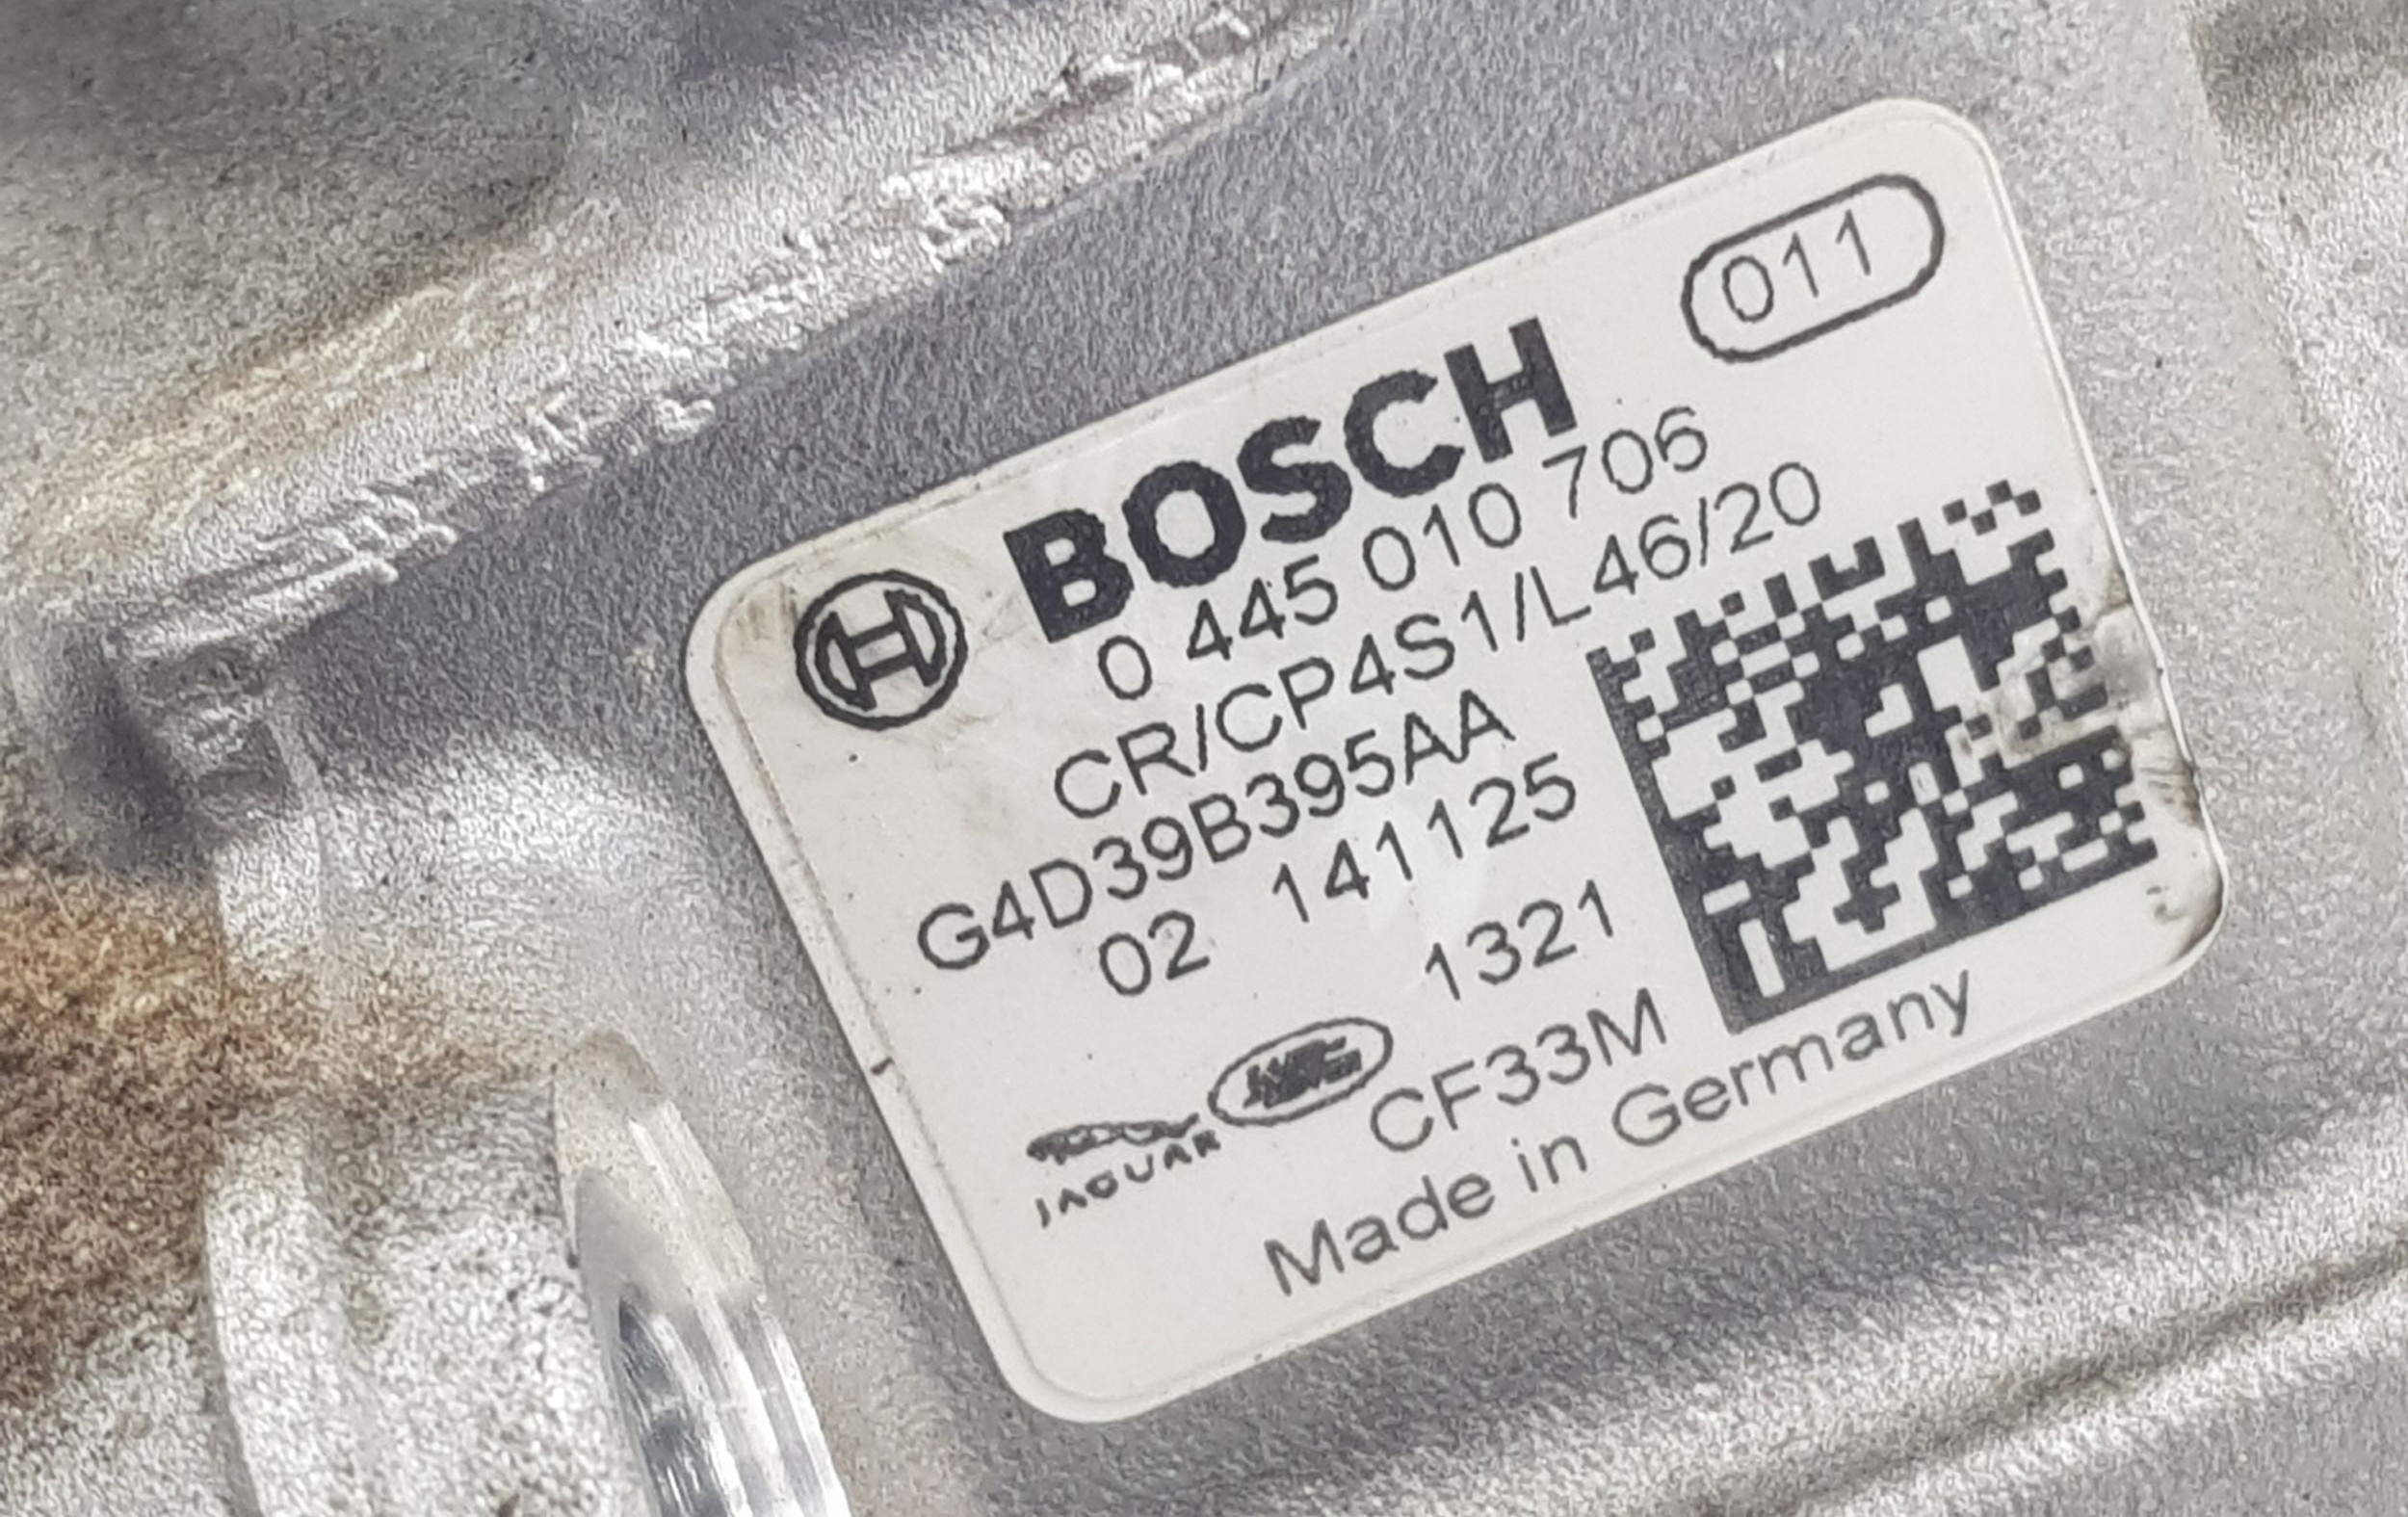 011
BOSCH
0 445 010 706
CR/CP4S1/L46/20
G4D39B395AA
02 141125
1321
JAGUAR
CF33M
Made in Germany